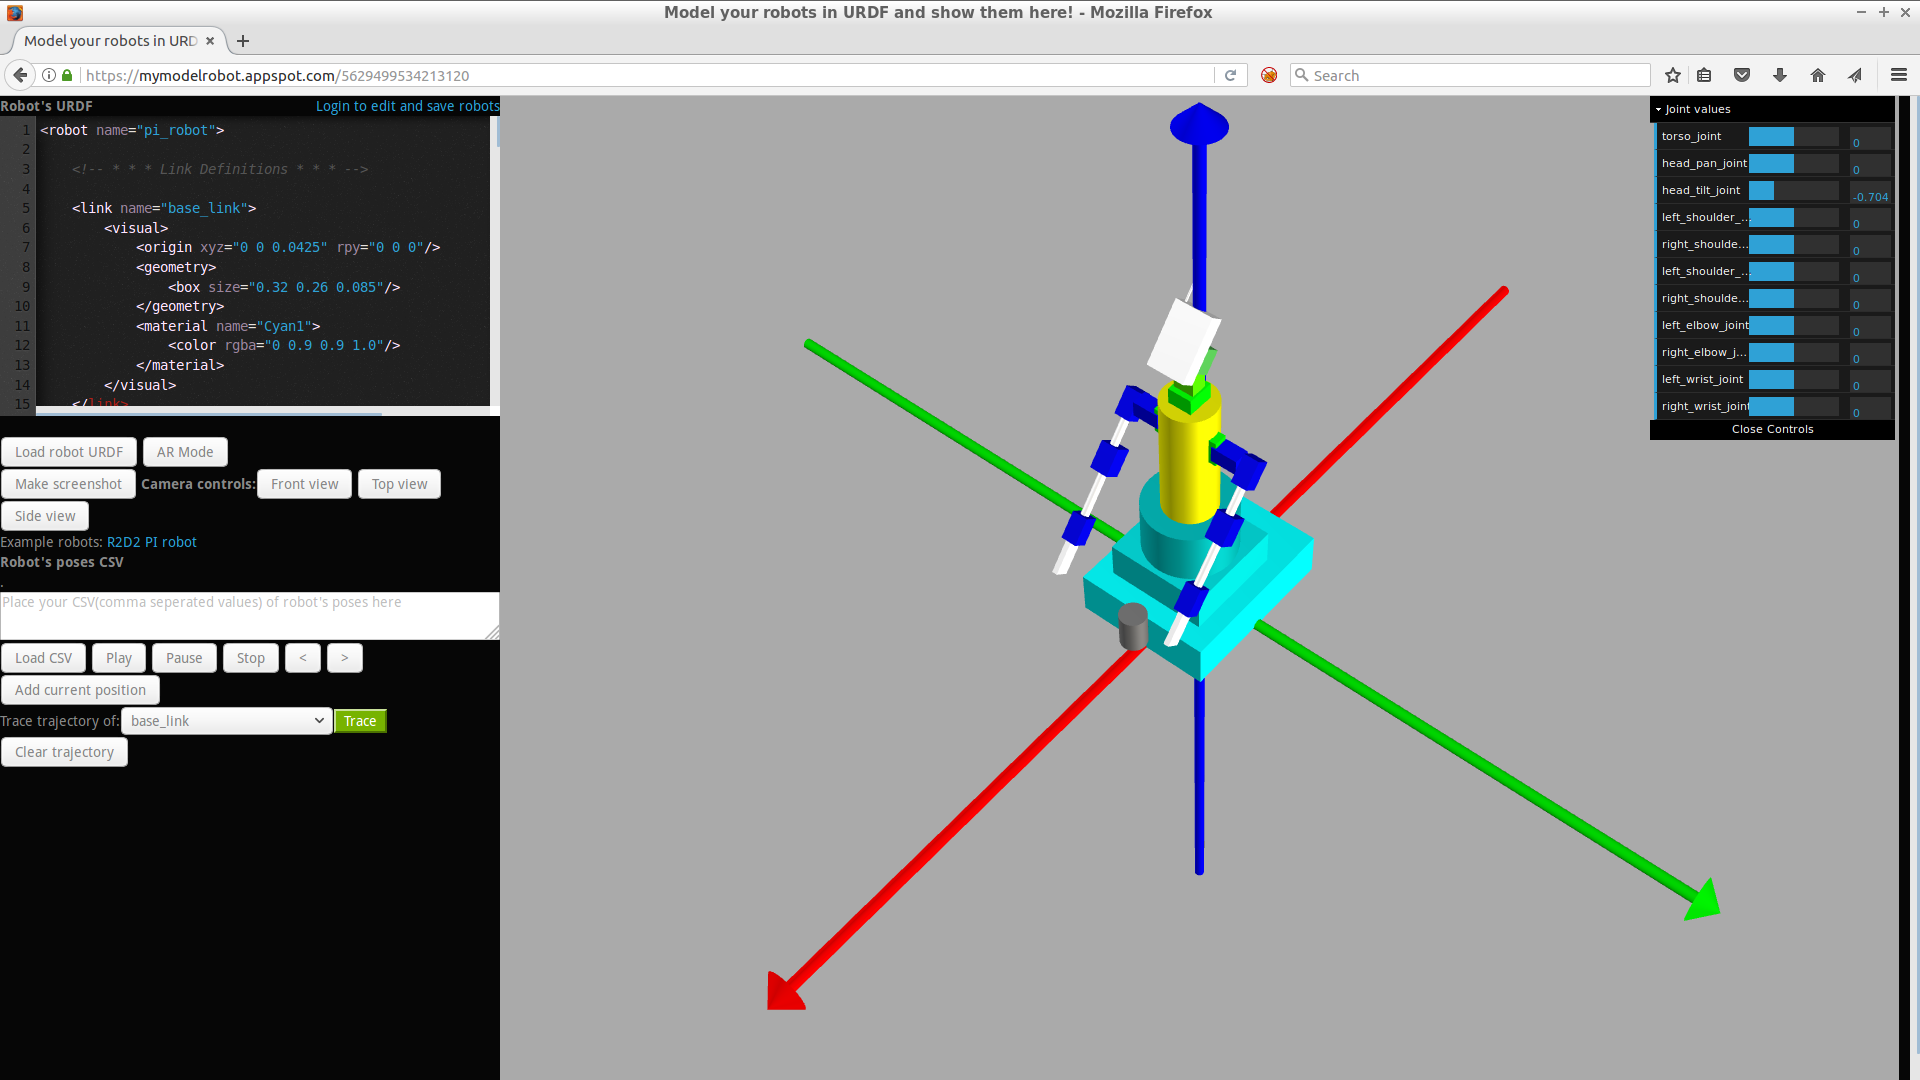 Model your robots in URDF and show them here! - Mozilla Firefox
Model your robots in URD
https://mymodelrobot.appspot.com/5629499534213120
Search
Robot's URDF
Login to edit and save robots
1 <robot name="pi_robot">
2
3 <!-- * * * Link Definitions * * * -->
4
5 <link name="base_link">
6 <visual>
7 <origin xyz="0 0 0.0425" rpy="0 0 0"/>
8 <geometry>
9 <box size="0.32 0.26 0.085"/>
10 </geometry>
11 <material name="Cyan1">
12 <color rgba="0 0.9 0.9 1.0"/>
13 </material>
14 </visual>
15 </link>
Load robot URDF
AR Mode
Make screenshot
Camera controls:
Front view
Top view
Side view
Example robots: R2D2 PI robot
Robot's poses CSV
.
Place your CSV(comma seperated values) of robot's poses here
Load CSV
Play
Pause
Stop
<
>
Add current position
Trace trajectory of:
base_link
Trace
Clear trajectory
Joint values
torso_joint 0
head_pan_joint 0
head_tilt_joint -0.704
left_shoulder_... 0
right_shoulde... 0
left_shoulder_... 0
right_shoulde... 0
left_elbow_joint 0
right_elbow_j... 0
left_wrist_joint 0
right_wrist_joint 0
Close Controls